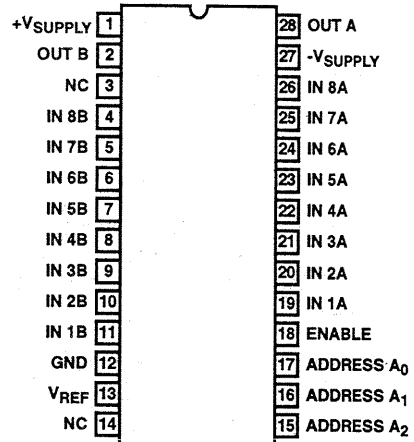 +VSUPPLY 1 28 OUT A
OUT B 2 27 -VSUPPLY
NC 3 26 IN 8A
IN 8B 4 25 IN 7A
IN 7B 5 24 IN 6A
IN 6B 6 23 IN 5A
IN 5B 7 22 IN 4A
IN 4B 8 21 IN 3A
IN 3B 9 20 IN 2A
IN 2B 10 19 IN 1A
IN 1B 11 18 ENABLE
GND 12 17 ADDRESS A0
VREF 13 16 ADDRESS A1
NC 14 15 ADDRESS A2